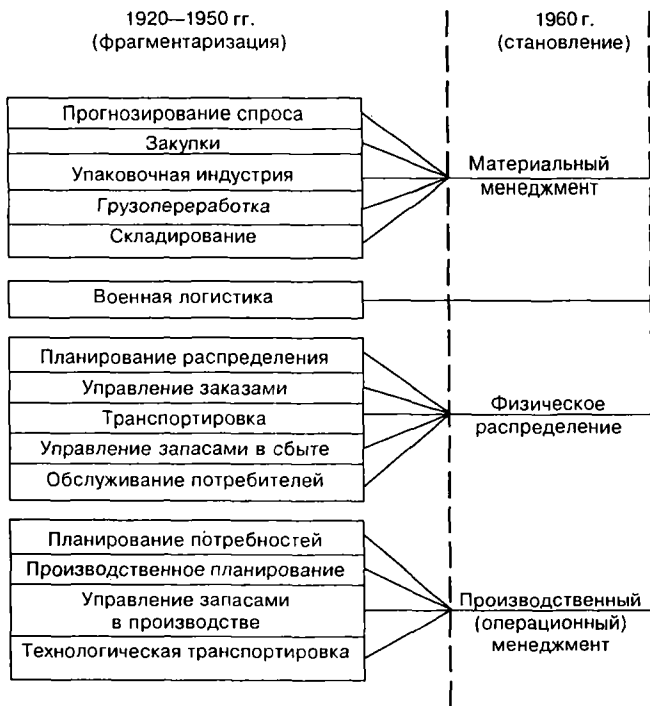 1920—1950 гг.
(фрагментаризация)
1960 г.
(становление)
Прогнозирование спроса
Закупки
Упаковочная индустрия
Грузопереработка
Складирование
Материальный
менеджмент
Военная логистика
Планирование распределения
Управление заказами
Транспортировка
Управление запасами в сбыте
Обслуживание потребителей
Физическое
распределение
Планирование потребностей
Производственное планирование
Управление запасами
в производстве
Технологическая транспортировка
Производственный
(операционный)
менеджмент